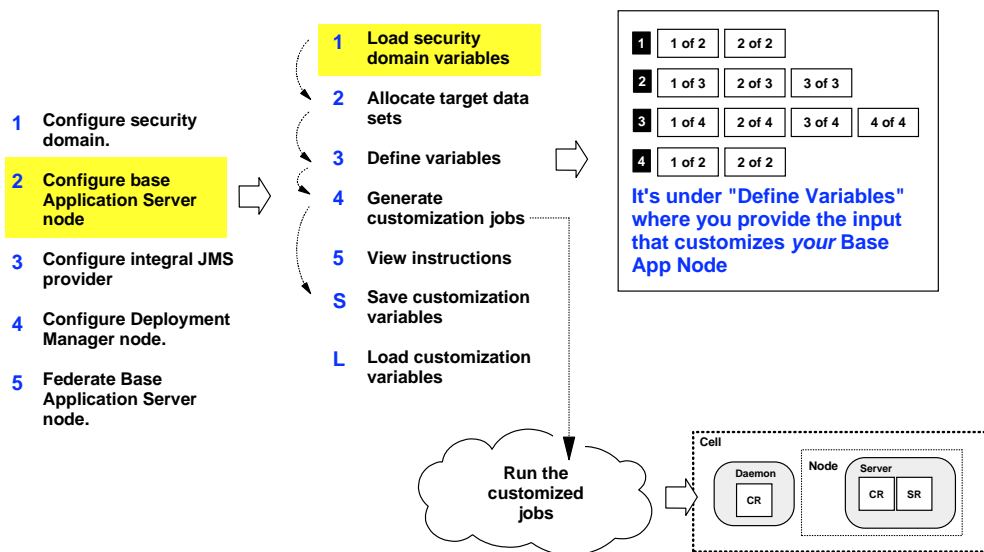 1 Configure security
domain.
2 Configure base
Application Server
node
3 Configure integral JMS
provider
4 Configure Deployment
Manager node.
5 Federate Base
Application Server
node.
1 Load security
domain variables
2 Allocate target data
sets
3 Define variables
4 Generate
customization jobs
5 View instructions
S Save customization
variables
L Load customization
variables
1 1 of 2 2 of 2
2 1 of 3 2 of 3 3 of 3
3 1 of 4 2 of 4 3 of 4 4 of 4
4 1 of 2 2 of 2
It's under "Define Variables"
where you provide the input
that customizes your Base
App Node
Run the
customized
jobs
Cell
Daemon
CR
Node
Server
CR SR